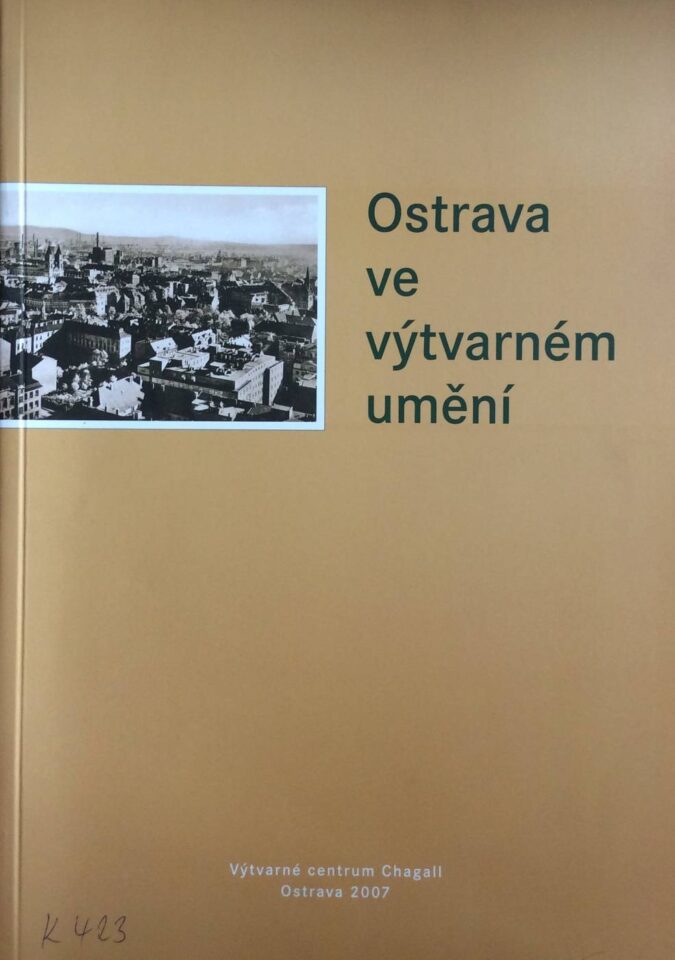 Ostrava
ve
výtvarném
umění
Výtvarné centrum Chagall
Ostrava 2007
K 423